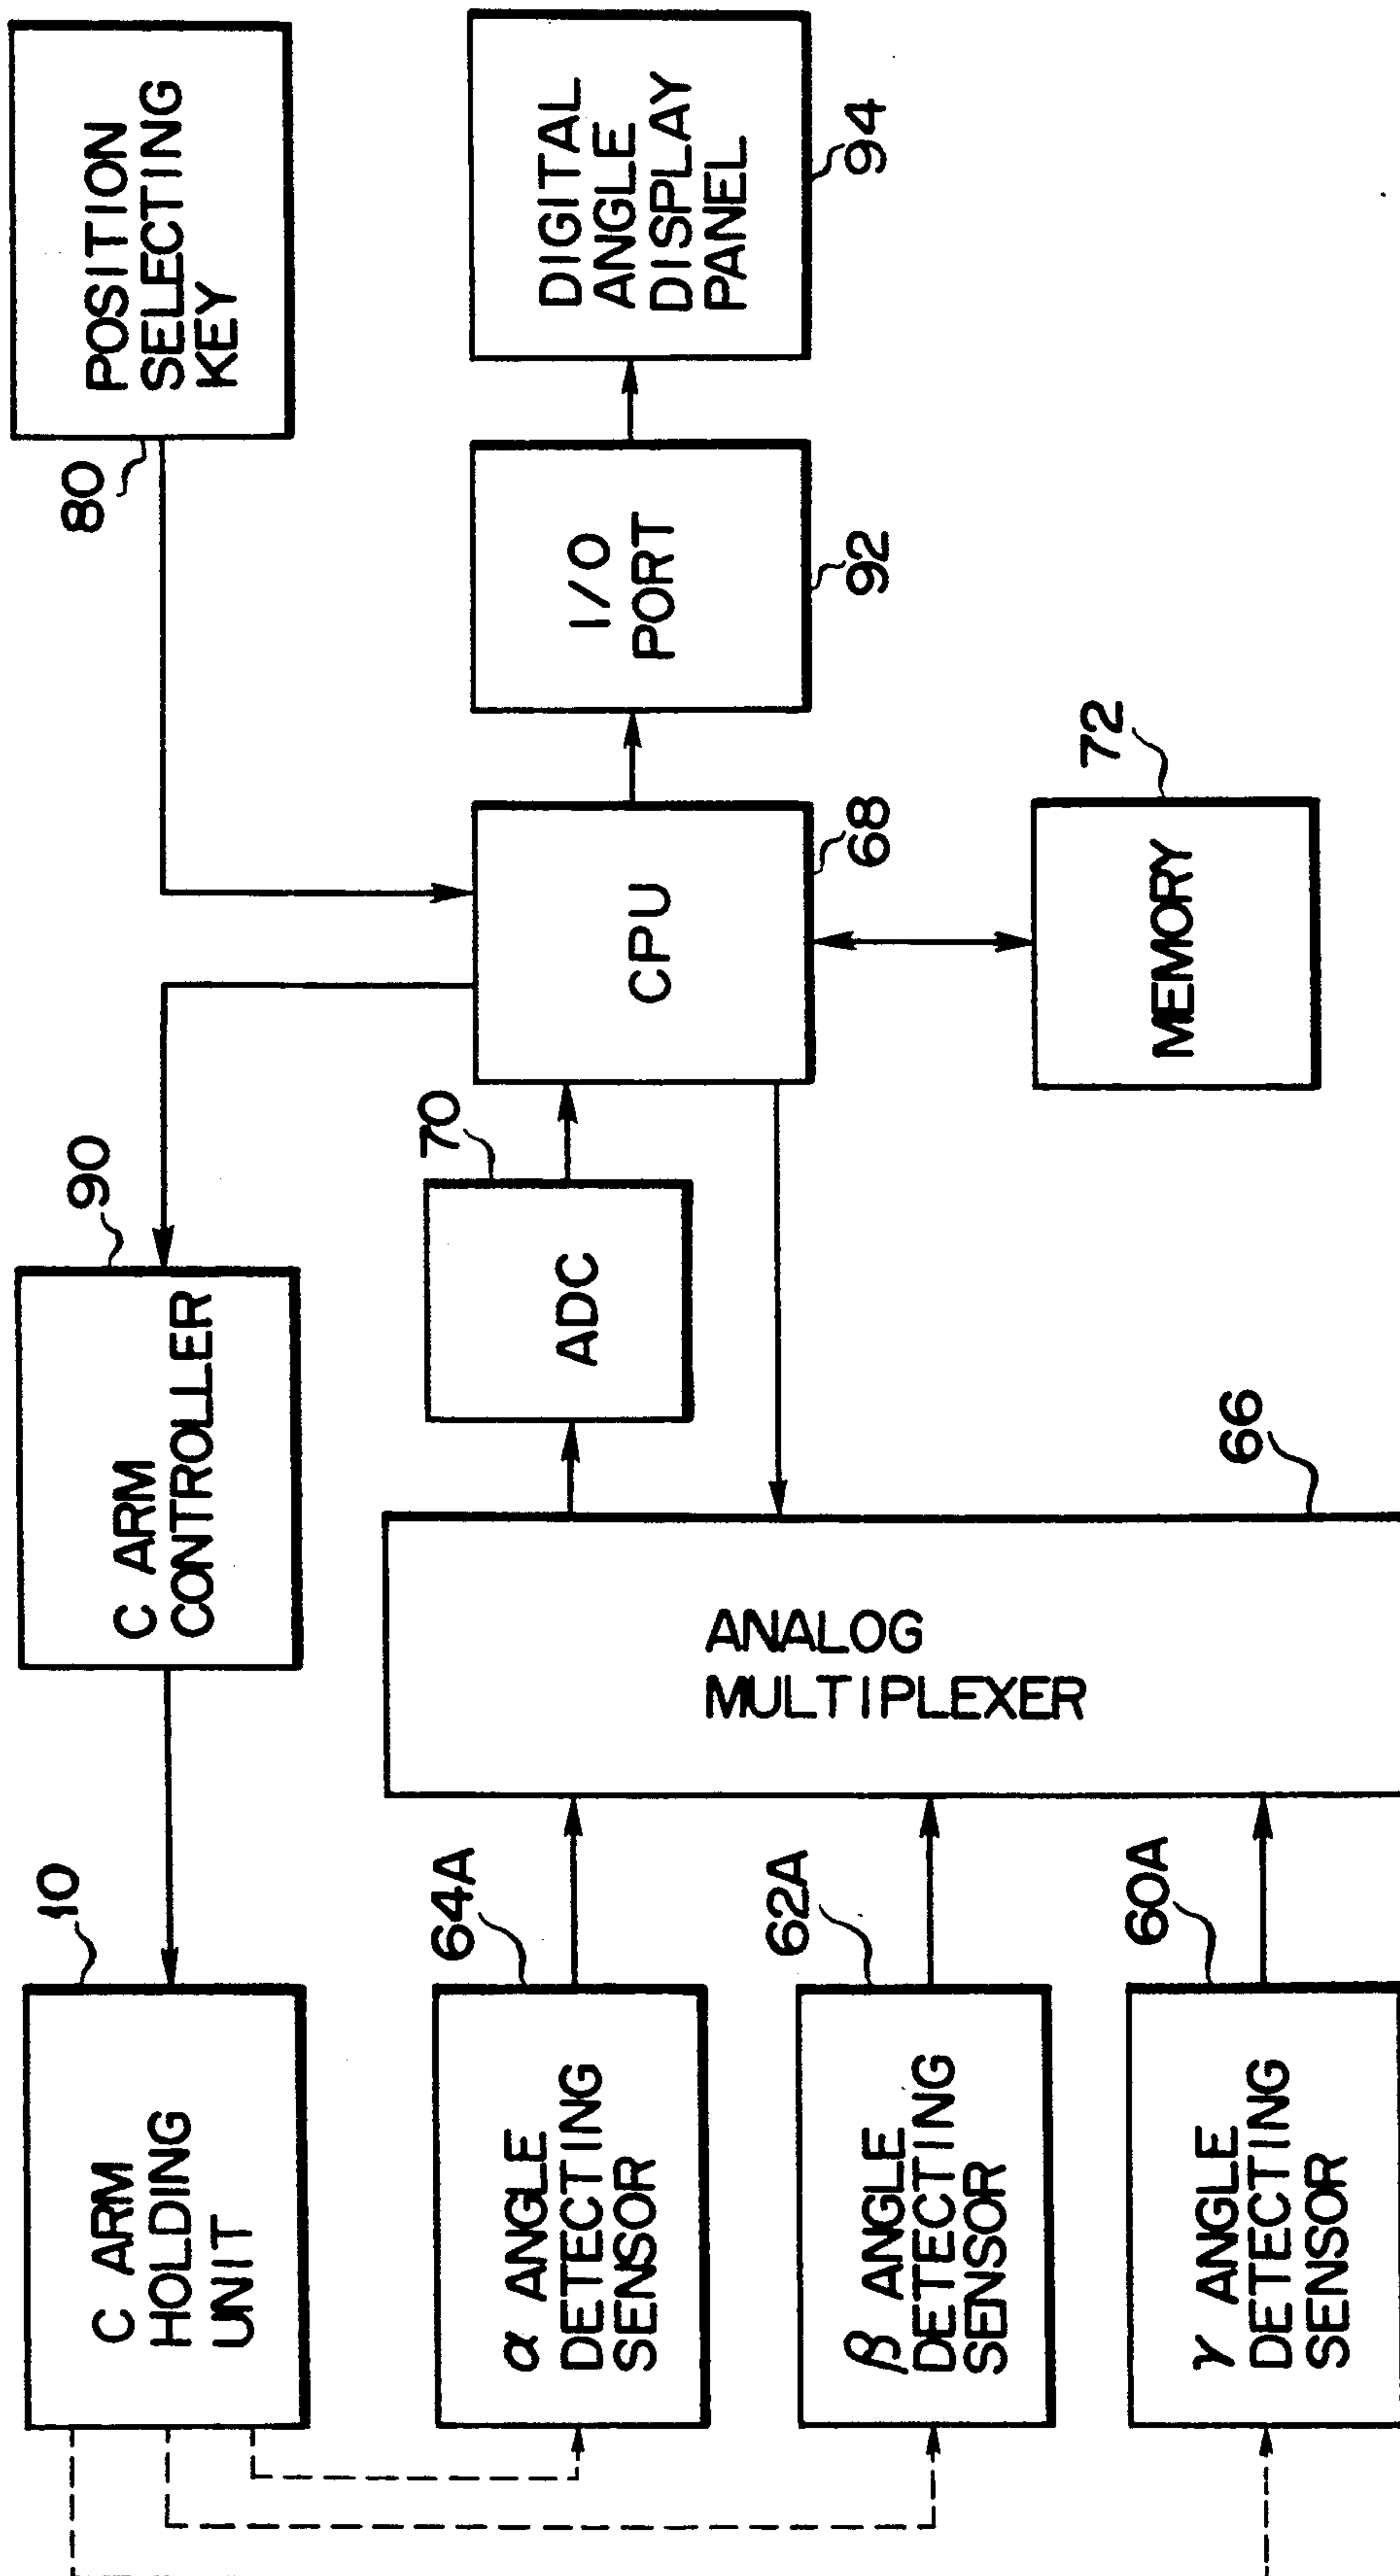 10
C ARM
HOLDING
UNIT
90
C ARM
CONTROLLER
80
POSITION
SELECTING
KEY
64A
α ANGLE
DETECTING
SENSOR
62A
β ANGLE
DETECTING
SENSOR
60A
γ ANGLE
DETECTING
SENSOR
ANALOG
MULTIPLEXER
66
70
ADC
CPU
68
MEMORY
72
I/O
PORT
92
DIGITAL
ANGLE
DISPLAY
PANEL
94